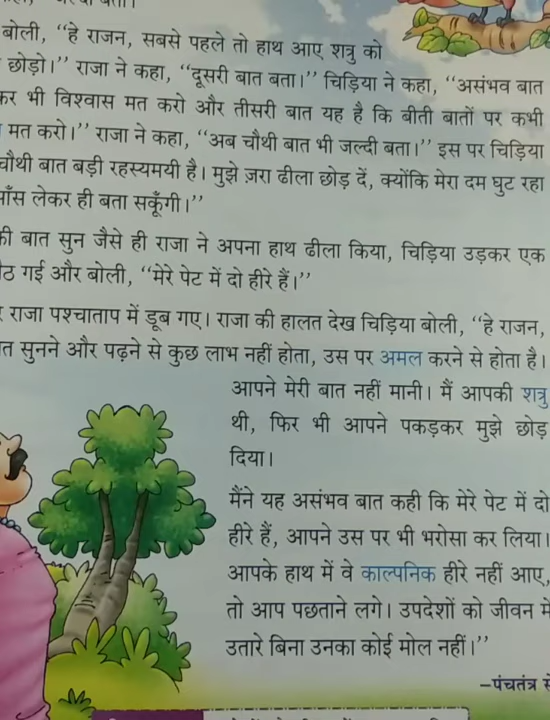 बोली, “हे राजन, सबसे पहले तो हाथ आए शत्रु को
छोड़ो।” राजा ने कहा, “दूसरी बात बता।” चिड़िया ने कहा, “असंभव बात
कर भी विश्वास मत करो और तीसरी बात यह है कि बीती बातों पर कभी
मत करो।” राजा ने कहा, “अब चौथी बात भी जल्दी बता।” इस पर चिड़िया
चौथी बात बड़ी रहस्यमयी है। मुझे ज़रा ढीला छोड़ दें, क्योंकि मेरा दम घुट रहा
साँस लेकर ही बता सकूँगी।”
की बात सुन जैसे ही राजा ने अपना हाथ ढीला किया, चिड़िया उड़कर एक
गई और बोली, “मेरे पेट में दो हीरे हैं।”
राजा पश्चाताप में डूब गए। राजा की हालत देख चिड़िया बोली, “हे राजन,
सुनने और पढ़ने से कुछ लाभ नहीं होता, उस पर अमल करने से होता है।
आपने मेरी बात नहीं मानी। मैं आपकी शत्रु
थी, फिर भी आपने पकड़कर मुझे छोड़
दिया।
मैंने यह असंभव बात कही कि मेरे पेट में दो
हीरे हैं, आपने उस पर भी भरोसा कर लिया।
आपके हाथ में वे काल्पनिक हीरे नहीं आए,
तो आप पछताने लगे। उपदेशों को जीवन में
उतारे बिना उनका कोई मोल नहीं।”
–पंचतंत्र से